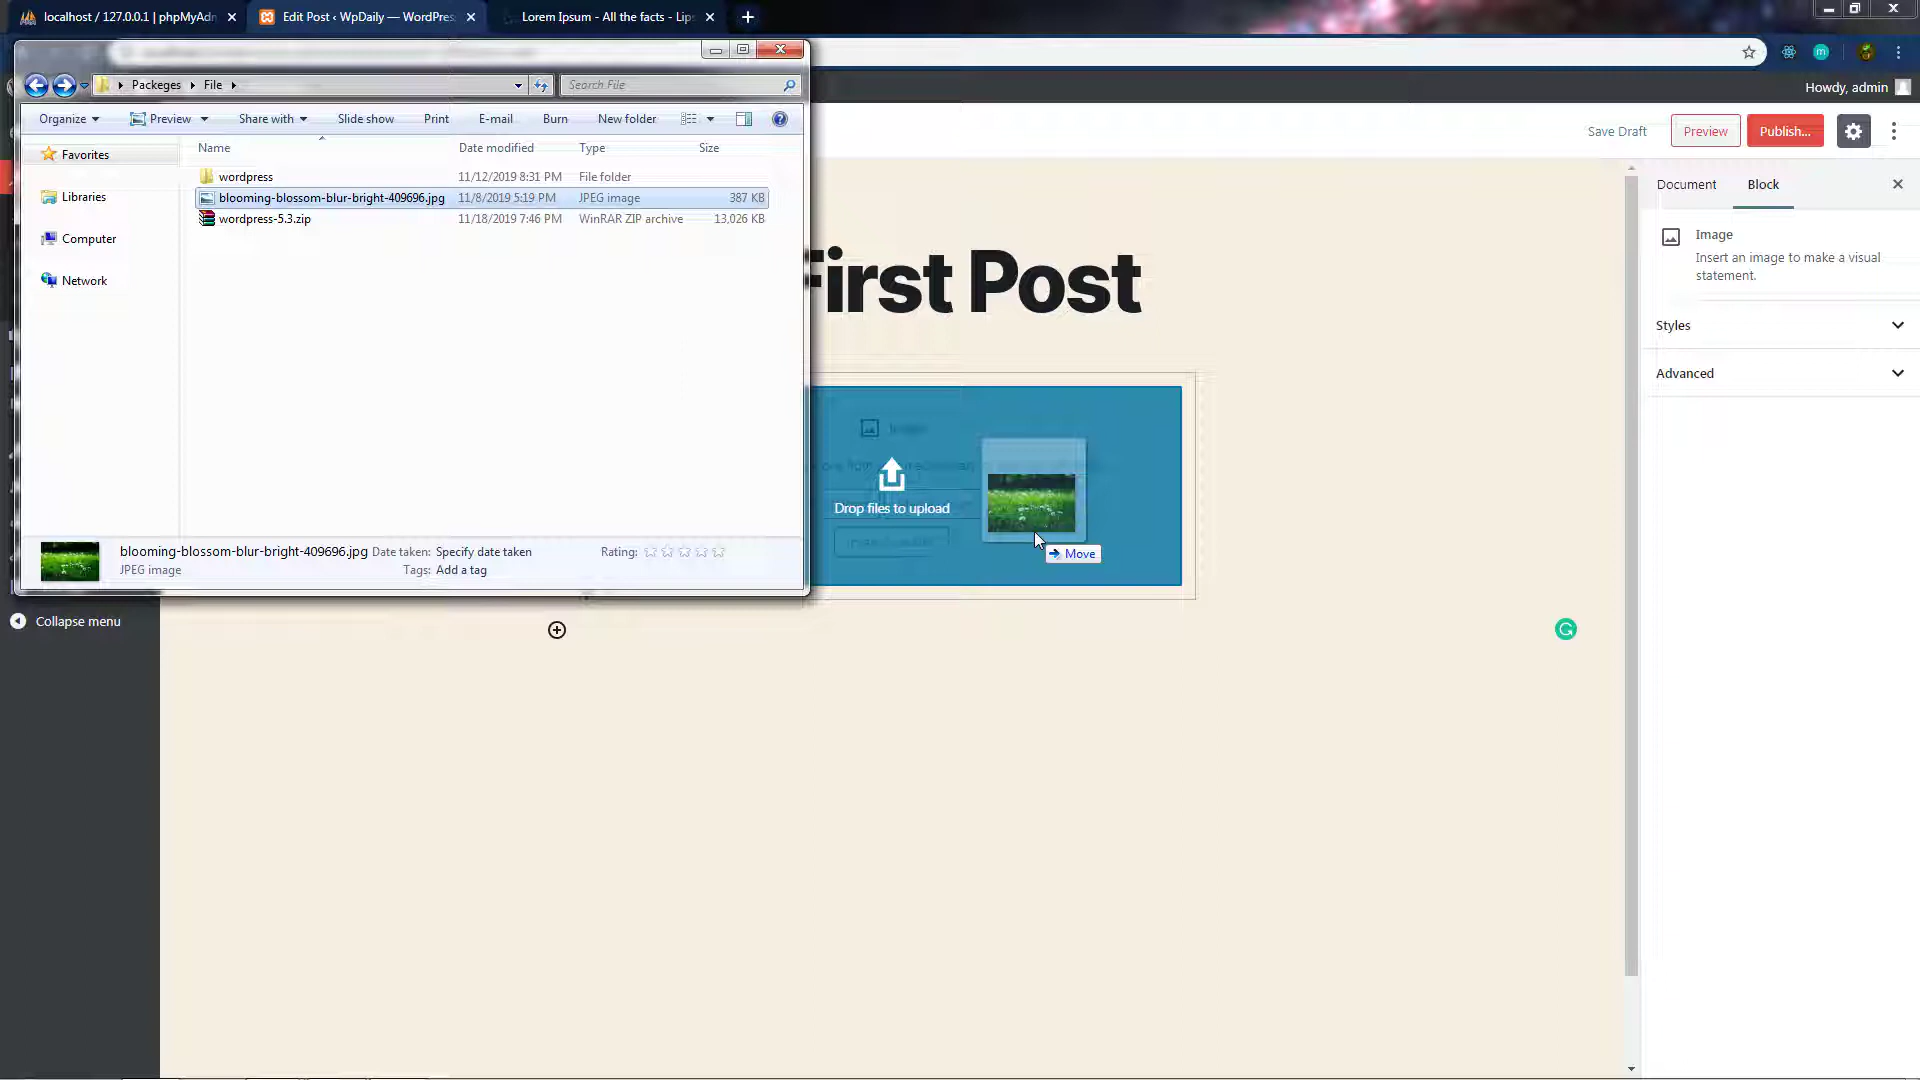 localhost / 127.0.0.1 | phpMyAdn
Edit Post ‹ WpDaily — WordPres
Lorem Ipsum - All the facts - Lips
Packeges
File
Search File
Howdy, admin
Organize
Preview
Share with
Slide show
Print
E-mail
Burn
New folder
Save Draft
Preview
Publish...
Name
Date modified
Type
Size
Favorites
wordpress
11/12/2019 8:31 PM
File folder
blooming-blossom-blur-bright-409696.jpg
11/8/2019 5:19 PM
JPEG image
387 KB
wordpress-5.3.zip
11/18/2019 7:46 PM
WinRAR ZIP archive
13,026 KB
Libraries
Computer
Network
Document
Block
Image
Insert an image to make a visual
statement.
Styles
Advanced
First Post
Drop files to upload
Move
blooming-blossom-blur-bright-409696.jpg
Date taken: Specify date taken
Rating:
JPEG image
Tags: Add a tag
Collapse menu